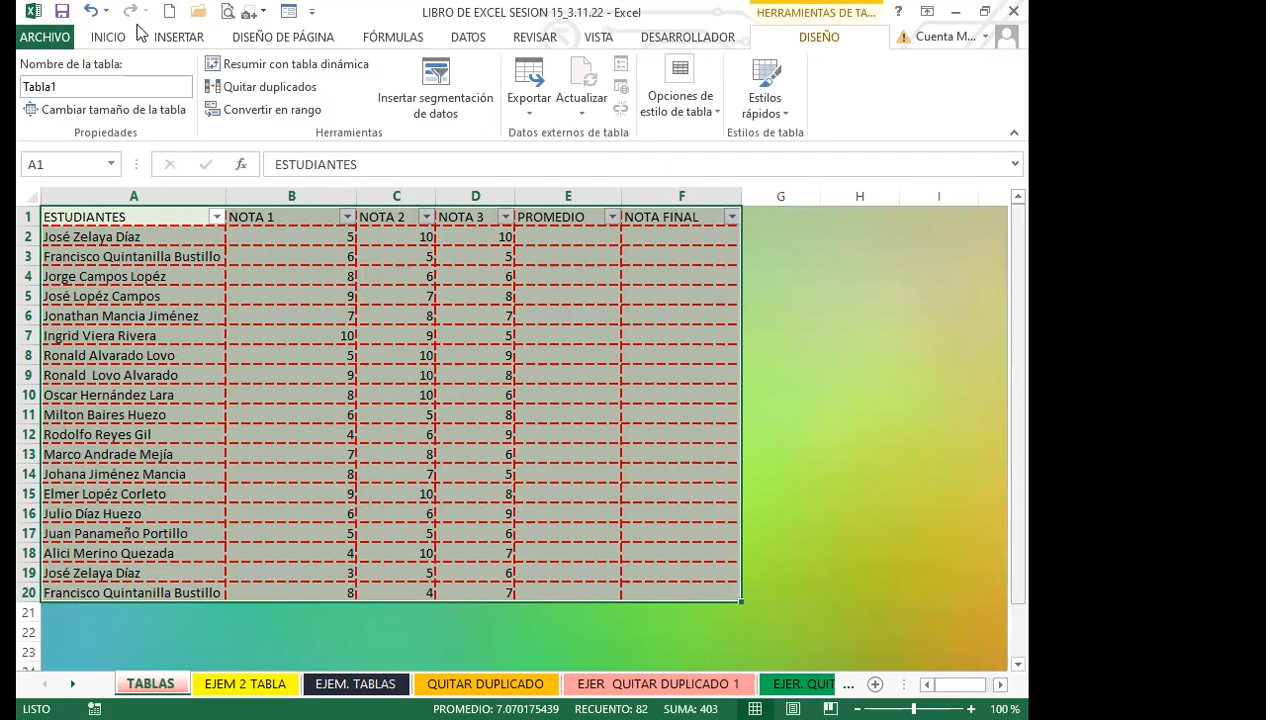 LIBRO DE EXCEL SESION 15_3.11.22 - Excel
HERRAMIENTAS DE TA...
ARCHIVO INICIO INSERTAR DISEÑO DE PÁGINA FÓRMULAS DATOS REVISAR VISTA DESARROLLADOR DISEÑO Cuenta M...
Nombre de la tabla:
Tabla1
Cambiar tamaño de la tabla
Propiedades
Resumir con tabla dinámica
Quitar duplicados
Convertir en rango
Insertar segmentación
de datos
Herramientas
Exportar Actualizar
Datos externos de tabla
Opciones de
estilo de tabla
Estilos
rápidos
Estilos de tabla
A1 fx ESTUDIANTES
A B C D E F G H I
1 ESTUDIANTES NOTA 1 NOTA 2 NOTA 3 PROMEDIO NOTA FINAL
2 José Zelaya Díaz 5 10 10
3 Francisco Quintanilla Bustillo 6 5 5
4 Jorge Campos Lopéz 8 6 6
5 José Lopéz Campos 9 7 8
6 Jonathan Mancia Jiménez 7 8 7
7 Ingrid Viera Rivera 10 9 5
8 Ronald Alvarado Lovo 5 10 9
9 Ronald  Lovo Alvarado 9 10 8
10 Oscar Hernández Lara 8 10 6
11 Milton Baires Huezo 6 5 8
12 Rodolfo Reyes Gil 4 6 9
13 Marco Andrade Mejía 7 8 6
14 Johana Jiménez Mancia 8 7 5
15 Elmer Lopéz Corleto 9 10 8
16 Julio Díaz Huezo 6 6 9
17 Juan Panameño Portillo 5 5 6
18 Alici Merino Quezada 4 10 7
19 José Zelaya Díaz 3 5 6
20 Francisco Quintanilla Bustillo 8 4 7
21
22
23
TABLAS EJEM 2 TABLA EJEM. TABLAS QUITAR DUPLICADO EJER  QUITAR DUPLICADO 1 EJER. QUIT ...
LISTO PROMEDIO: 7.070175439 RECUENTO: 82 SUMA: 403 100 %